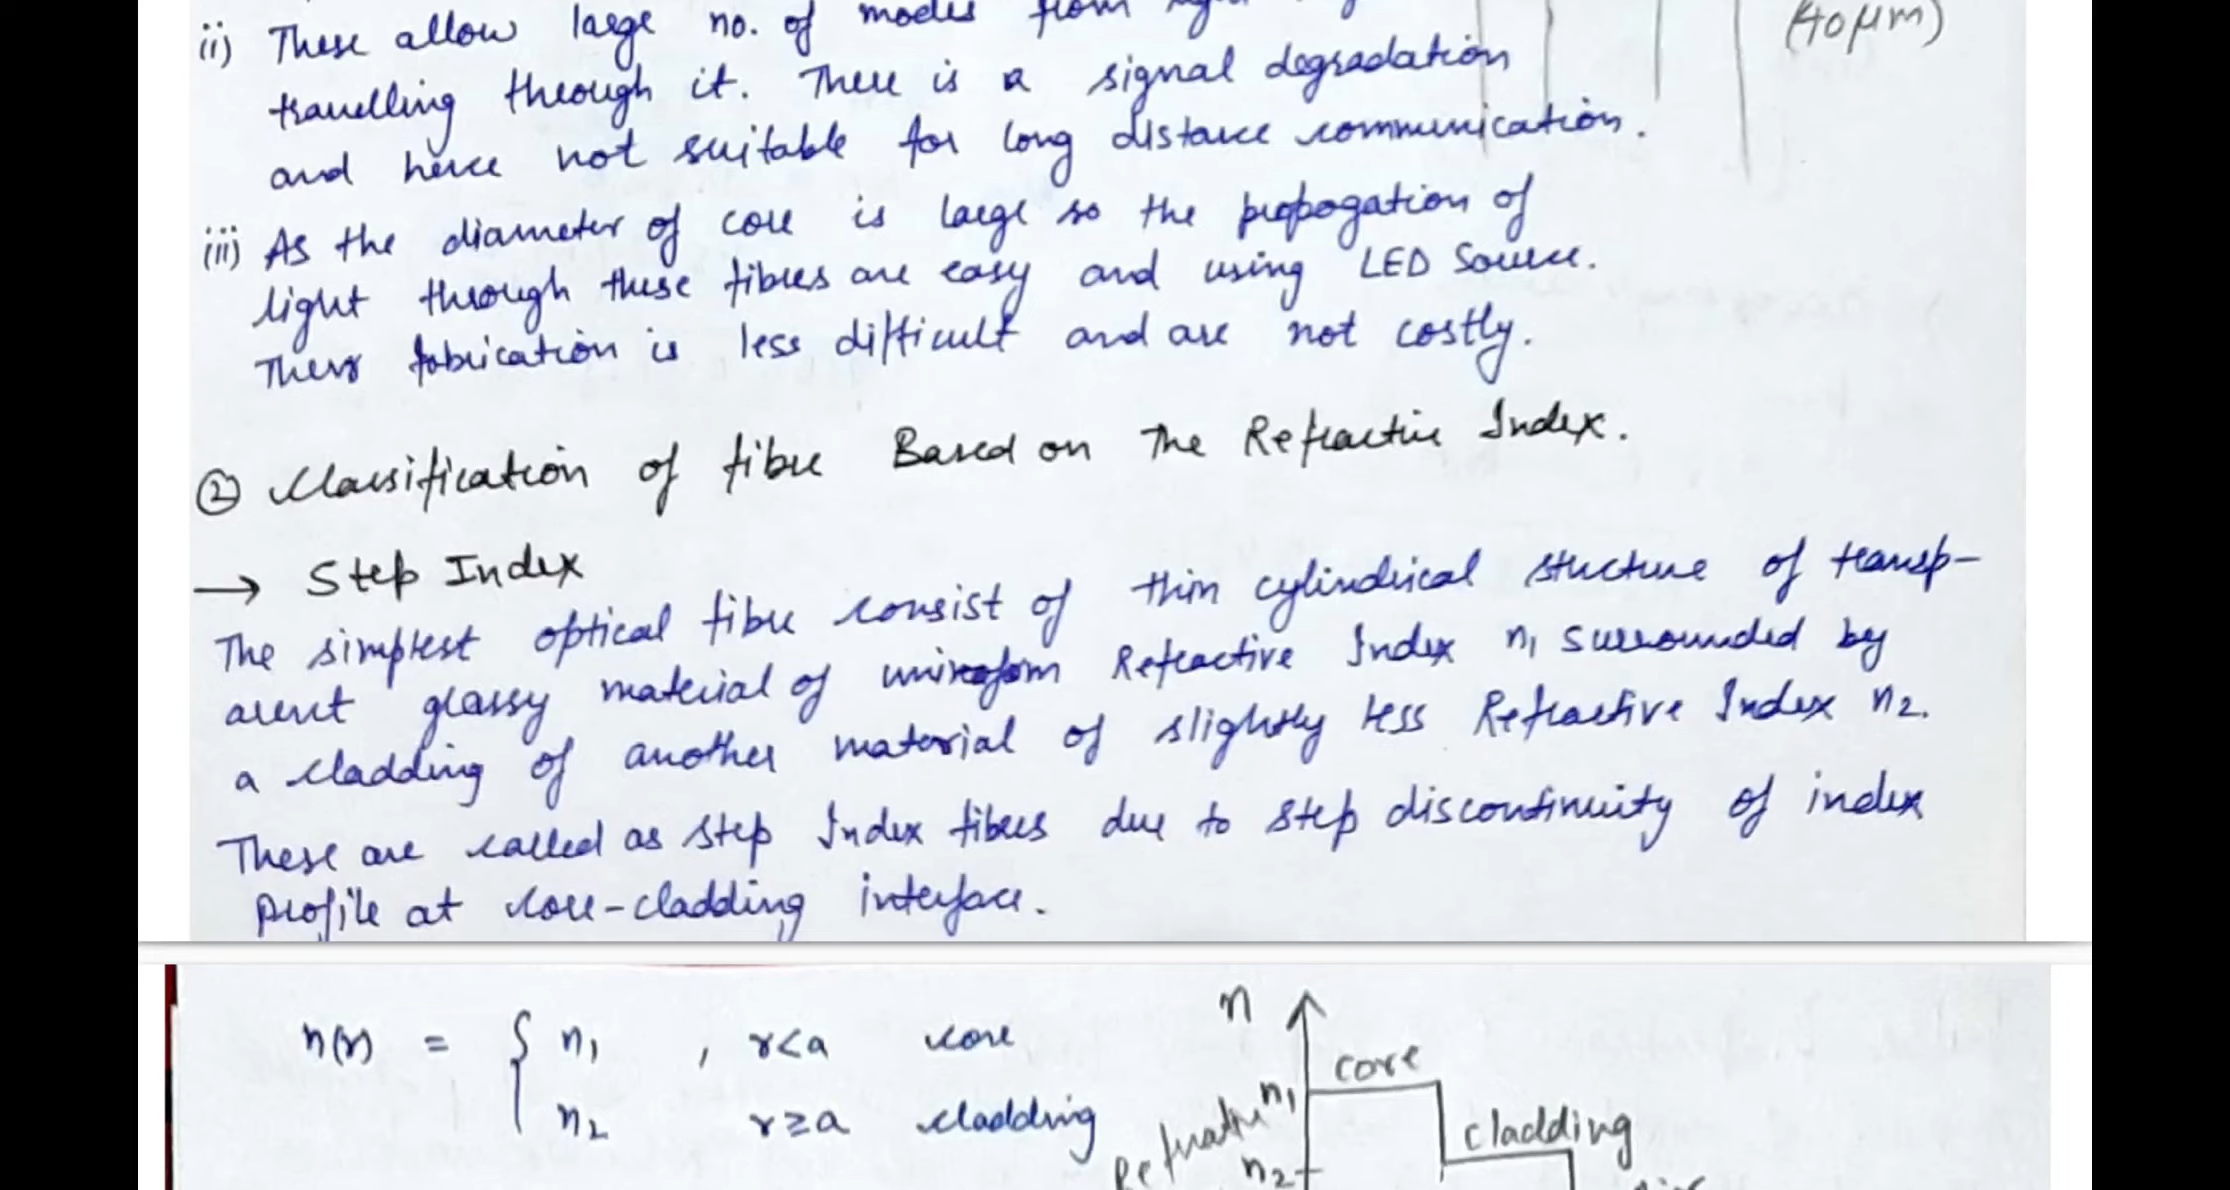 ii) These allow large no. of modes from
(40 μm)
travelling through it. There is a signal degradation
and hence not suitable for long distance communication.
iii) As the diameter of core is large so the propogation of
light through these fibres are easy and using LED Source.
Their fabrication is less difficult and are not costly.
② Classification of fibre Based on The Refractive Index.
→ Step Index
The simplest optical fibre consist of thin cylindrical structure of transp-
arent glassy material of uniform Refractive Index n₁ surrounded by
a cladding of another material of slightly less Refractive Index n₂.
These are called as step Index fibres due to step discontinuity of index
profile at core-cladding interface.
n(r) = { n₁ , r<a core
n₂ r≥a cladding
n
core
n₁
cladding
Refractive
n₂